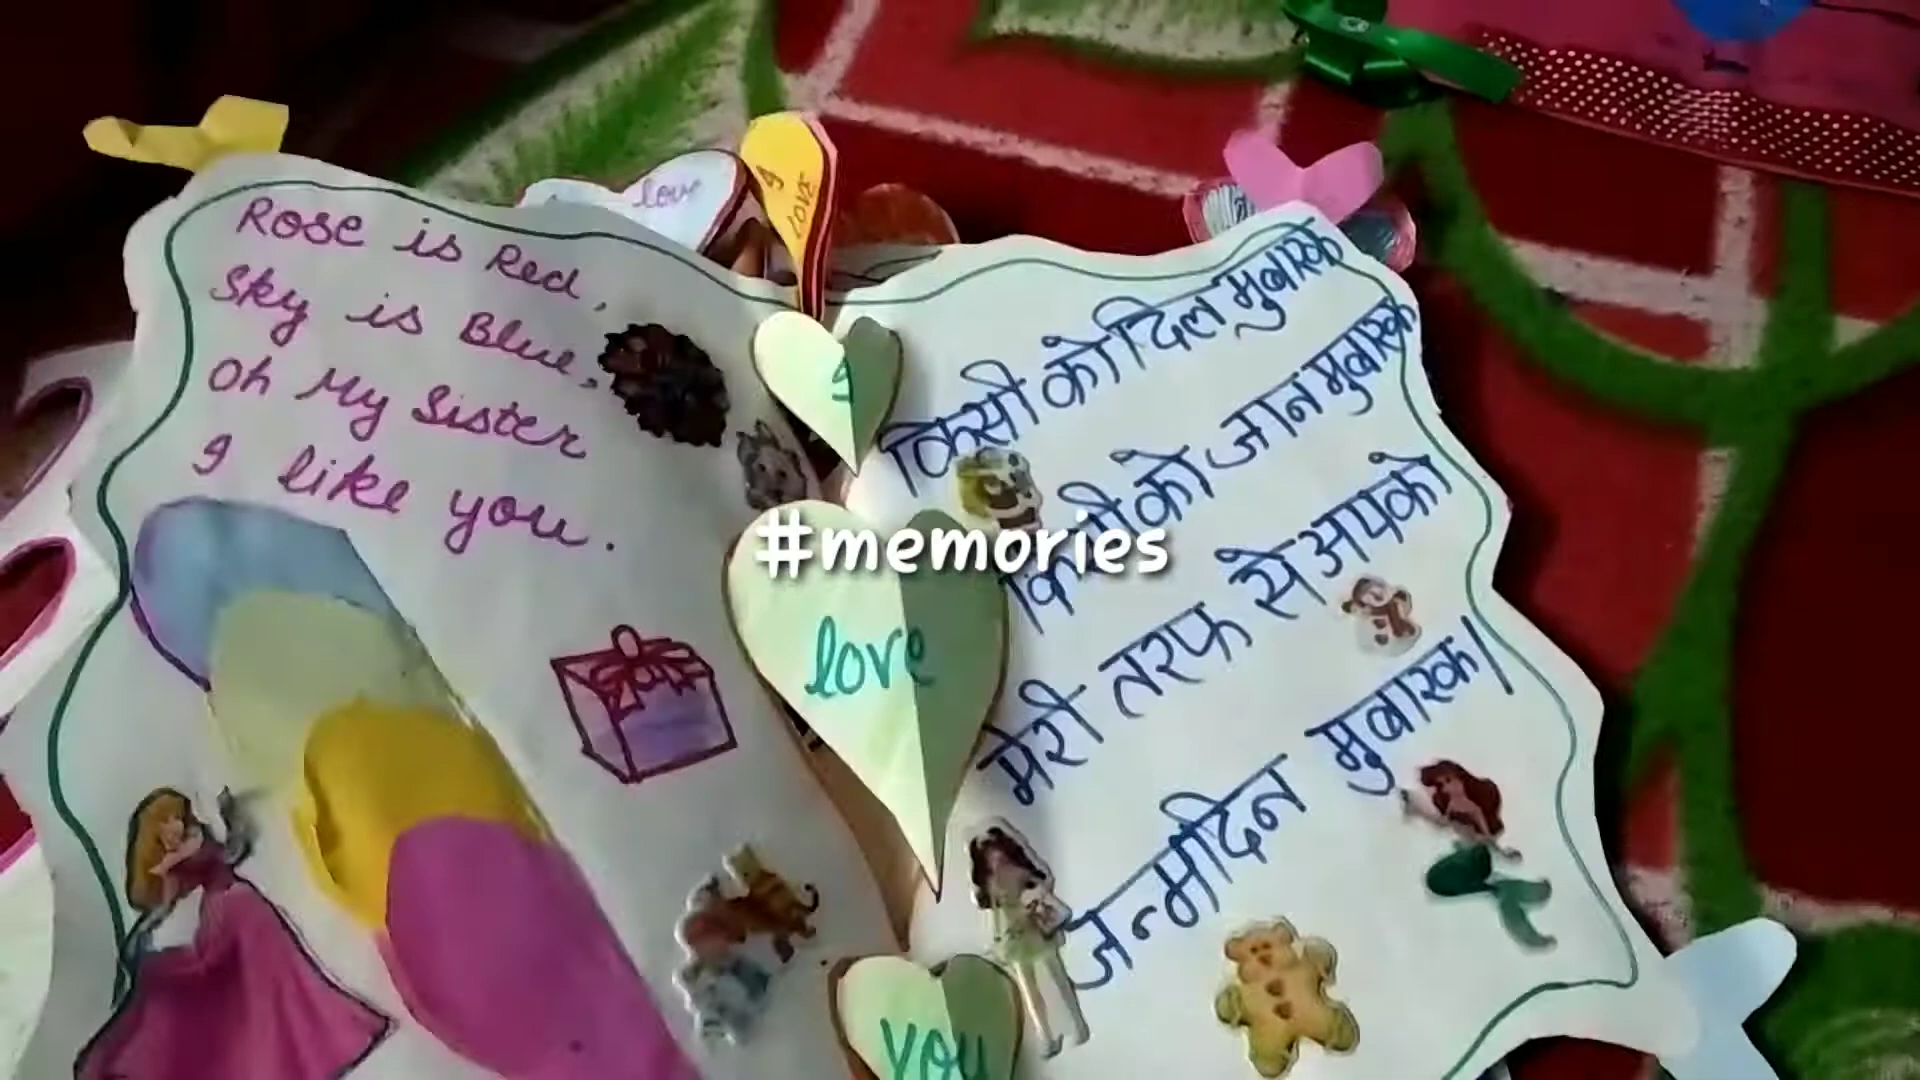 love
I LOVE
Rose is Red,
Sky is Blue,
Oh My Sister
I like you.
I
love
you
किसी को दिल मुबारक
किसी को जान मुबारक
मेरी तरफ से अपको
जन्मदिन मुबारक।
#memories